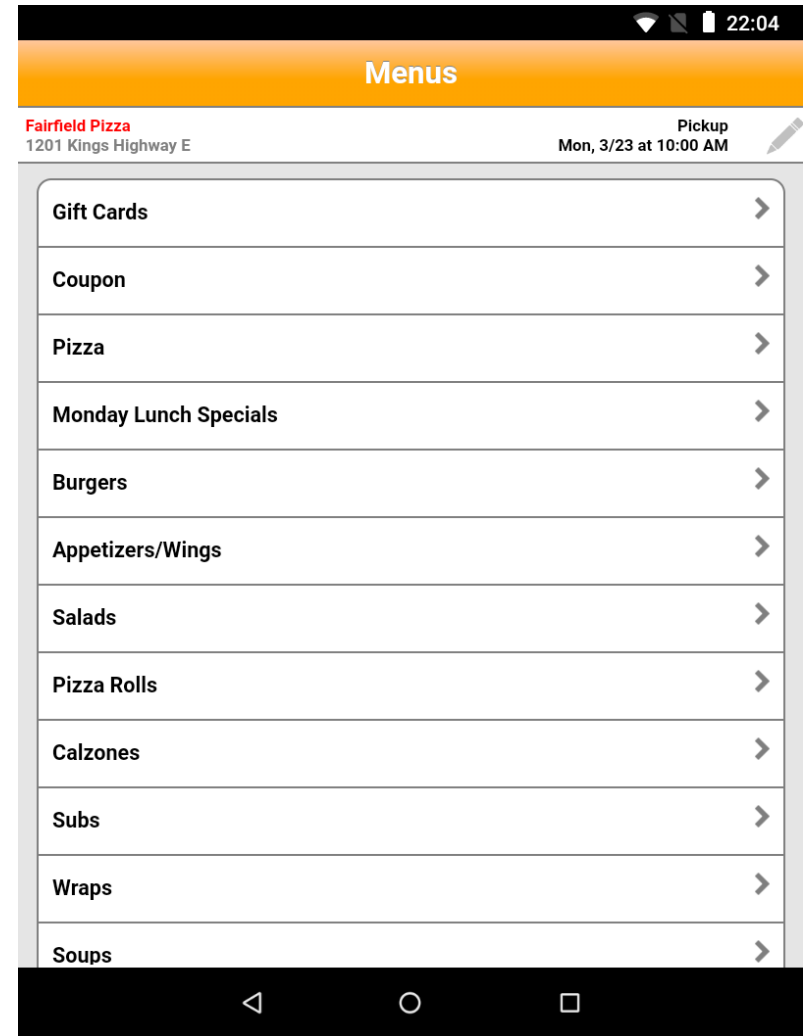 22:04
Menus
Fairfield Pizza
1201 Kings Highway E
Pickup
Mon, 3/23 at 10:00 AM
Gift Cards
Coupon
Pizza
Monday Lunch Specials
Burgers
Appetizers/Wings
Salads
Pizza Rolls
Calzones
Subs
Wraps
Soups